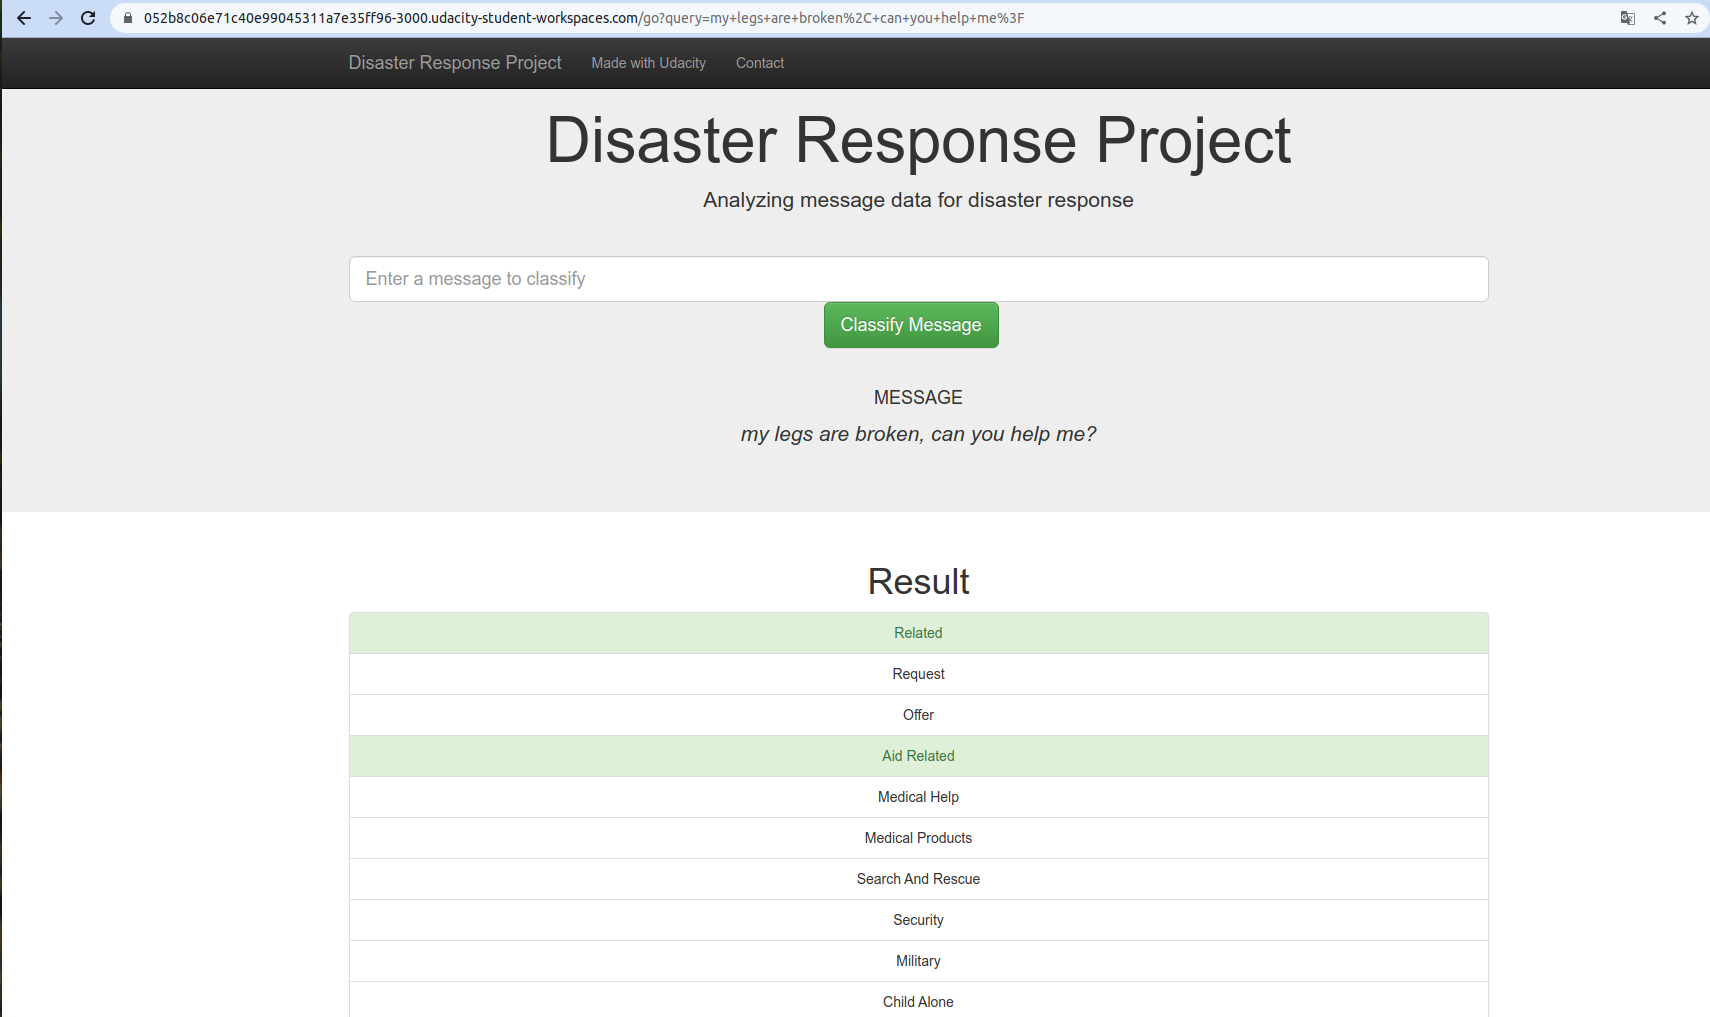 052b8c06e71c40e99045311a7e35ff96-3000.udacity-student-workspaces.com/go?query=my+legs+are+broken%2C+can+you+help+me%3F
Disaster Response Project Made with Udacity Contact
Disaster Response Project
Analyzing message data for disaster response
Enter a message to classify
Classify Message
MESSAGE
my legs are broken, can you help me?
Result
Related
Request
Offer
Aid Related
Medical Help
Medical Products
Search And Rescue
Security
Military
Child Alone